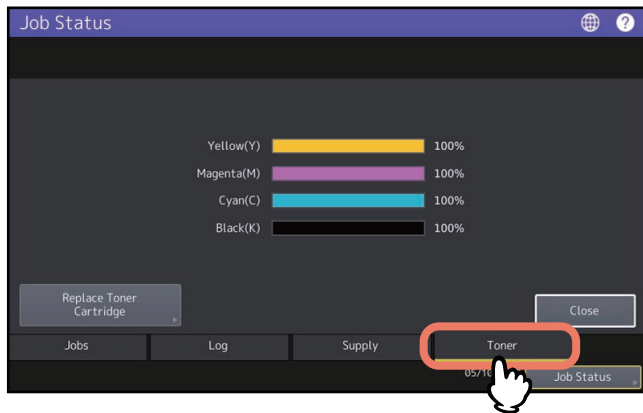 Job Status
?
Yellow(Y) 100%
Magenta(M) 100%
Cyan(C) 100%
Black(K) 100%
Replace Toner
Cartridge
Close
Jobs Log Supply Toner
Job Status